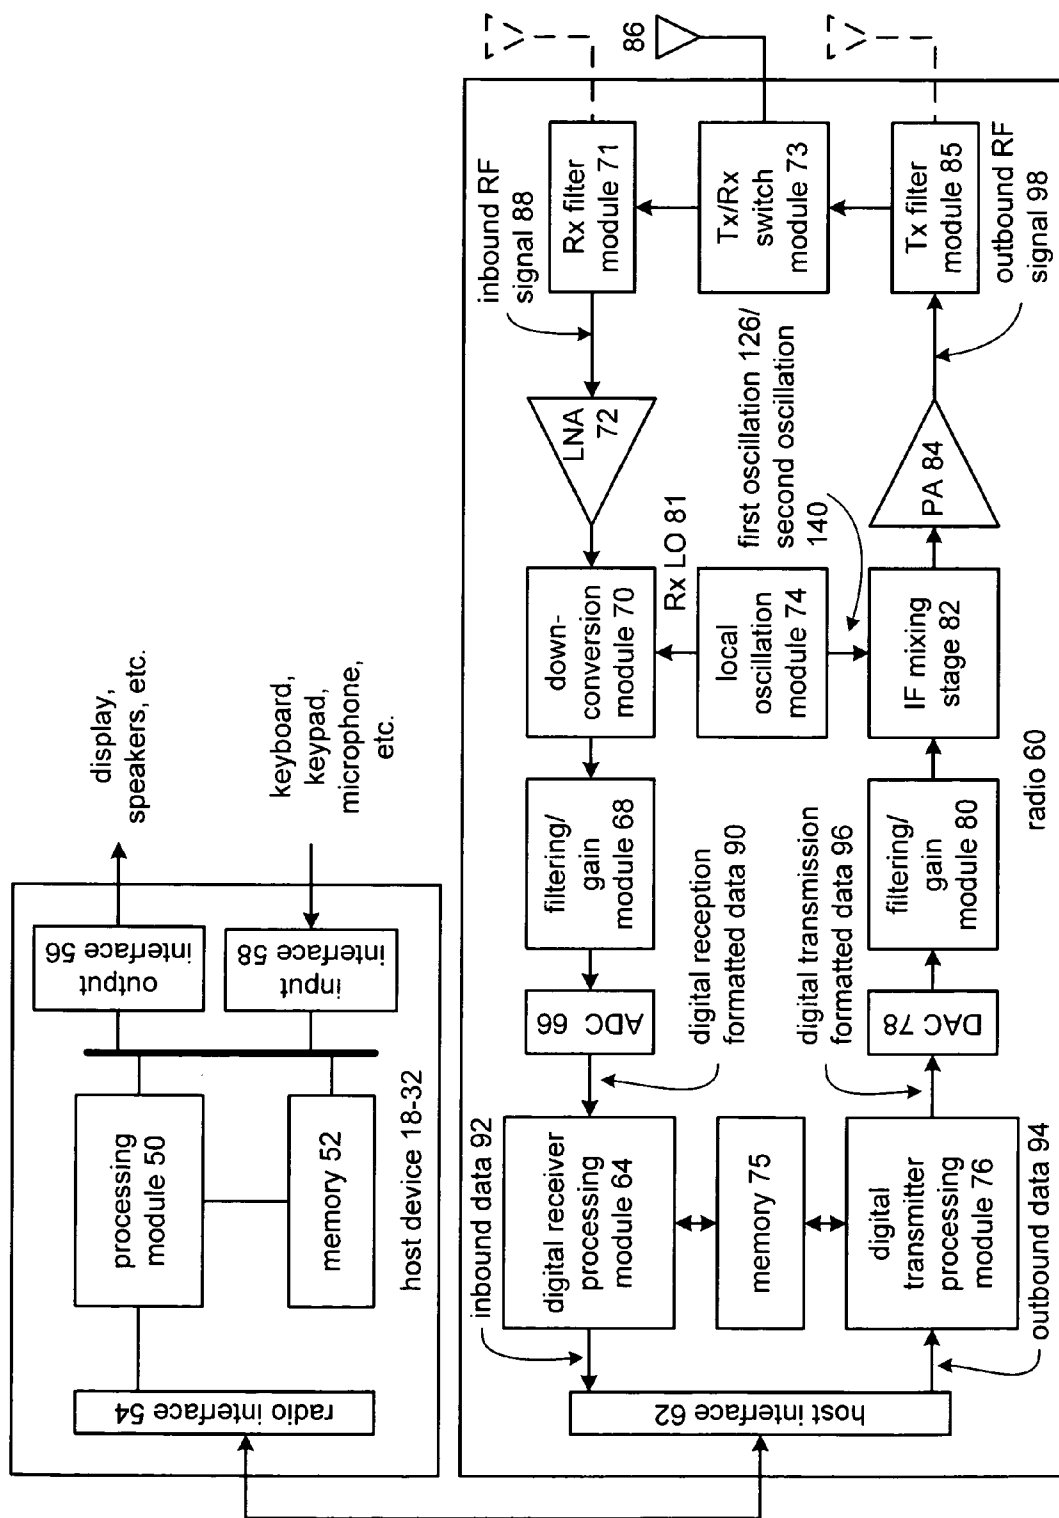 display,
speakers, etc.
keyboard,
keypad,
microphone,
etc.
output
interface 56
input
interface 58
processing
module 50
memory 52
radio interface 54
host device 18-32
86
inbound RF
signal 88
Rx filter
module 71
Tx/Rx
switch
module 73
Tx filter
module 85
outbound RF
signal 98
LNA
72
PA 84
first oscillation 126/
second oscillation
140
Rx LO 81
down-
conversion
module 70
local
oscillation
module 74
IF mixing
stage 82
filtering/
gain
module 68
filtering/
gain
module 80
radio 60
ADC 66
DAC 78
digital reception
formatted data 90
digital transmission
formatted data 96
inbound data 92
digital receiver
processing
module 64
memory 75
digital
transmitter
processing
module 76
outbound data 94
host interface 62